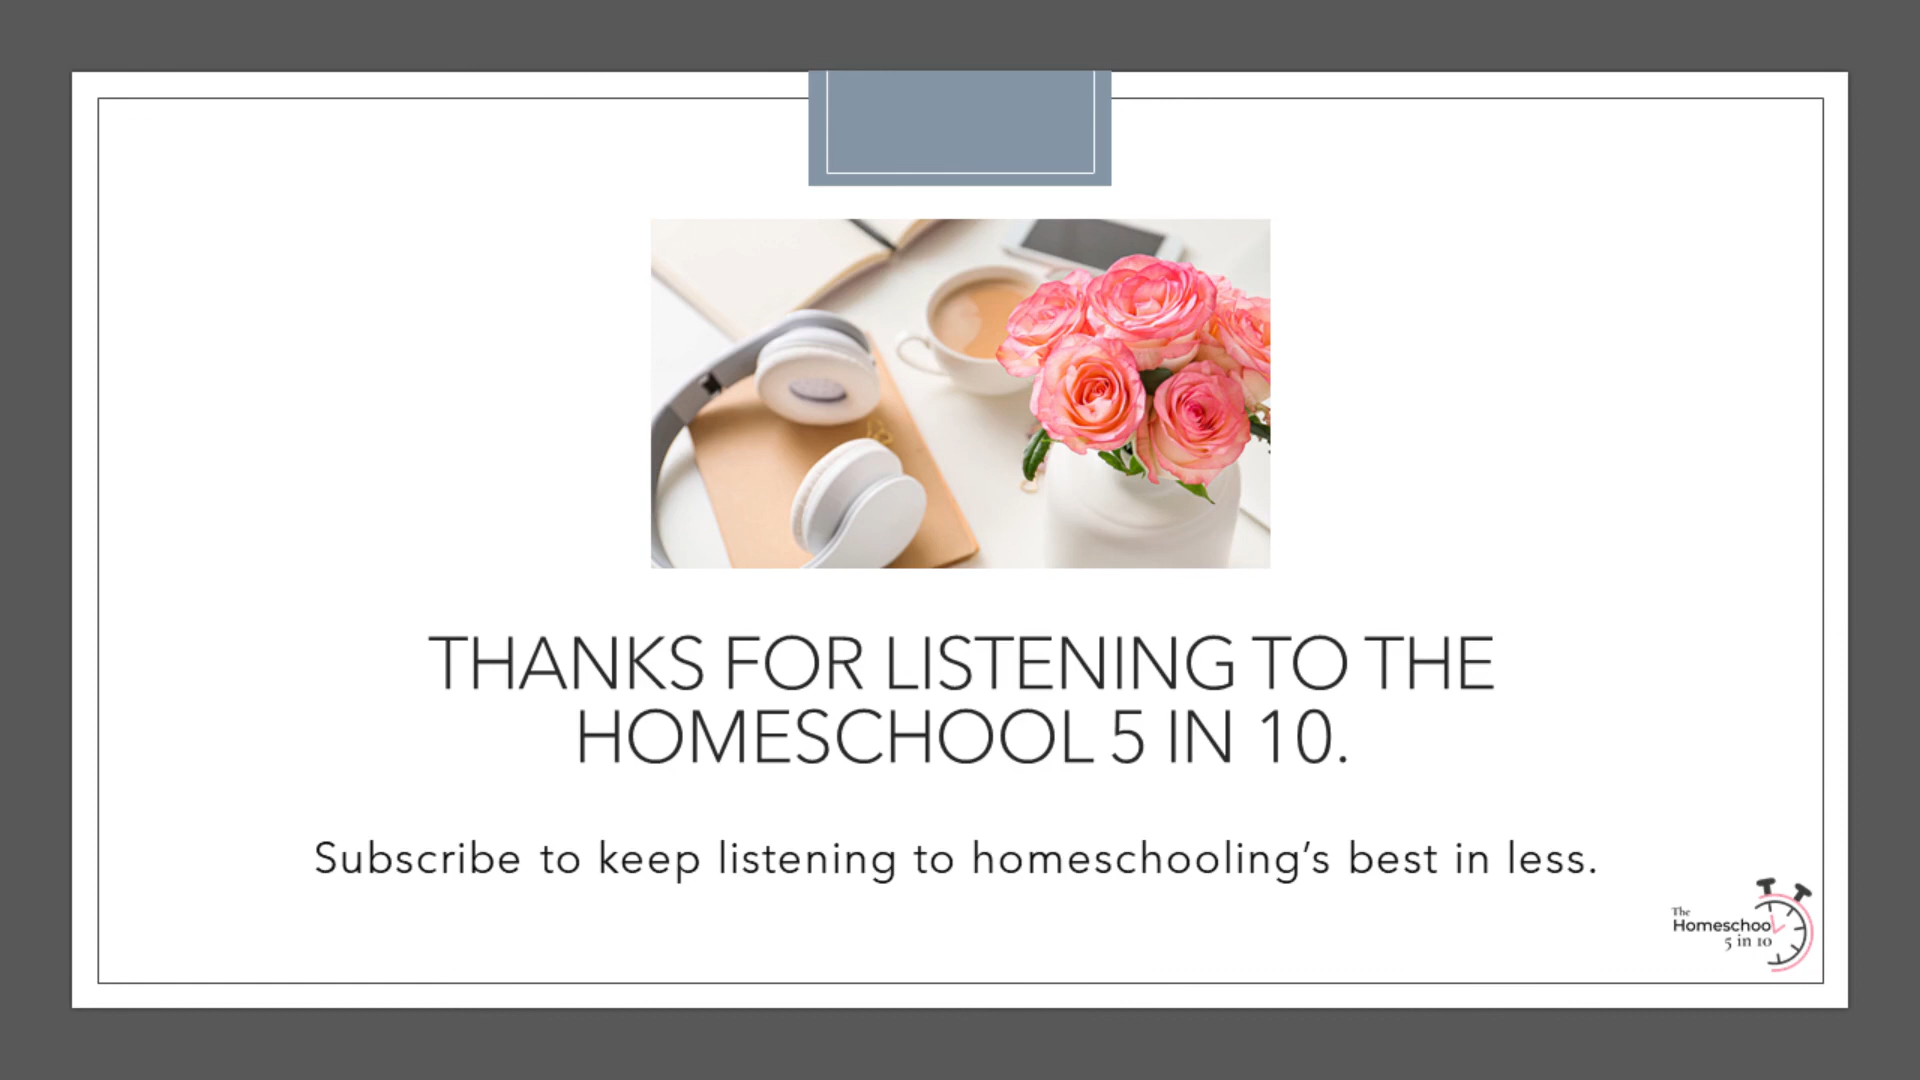 THANKS FOR LISTENING TO THE
HOMESCHOOL 5 IN 10.
Subscribe to keep listening to homeschooling’s best in less.
The
Homeschool
5 in 10